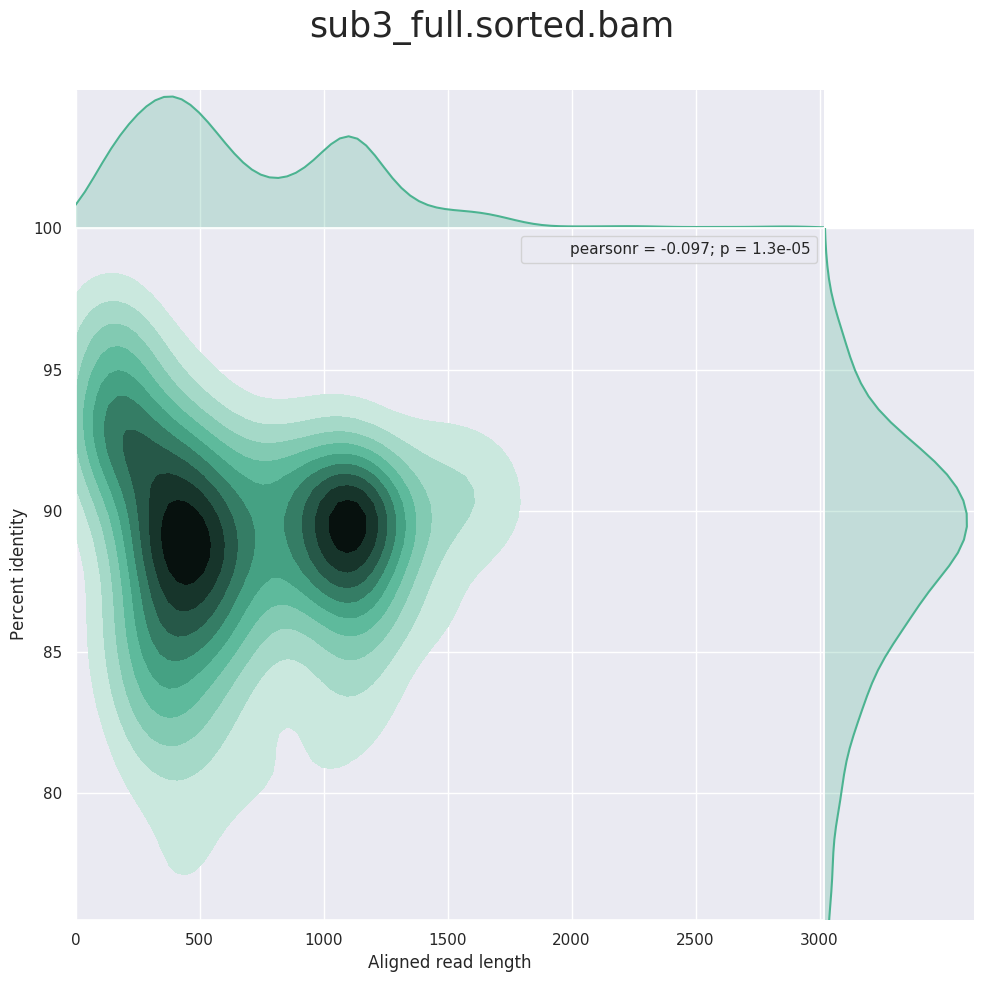 sub3_full.sorted.bam
pearsonr = -0.097; p = 1.3e-05
100
95
90
85
80
Percent identity
0 500 1000 1500 2000 2500 3000
Aligned read length